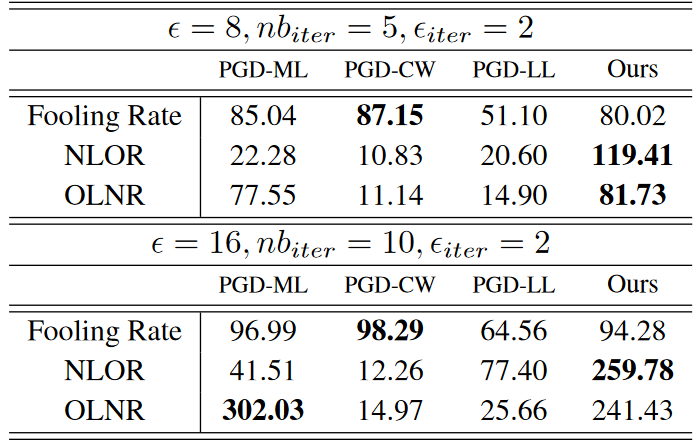 ϵ = 8, nb_{iter} = 5, ϵ_{iter} = 2
PGD-ML PGD-CW PGD-LL Ours
Fooling Rate 85.04 87.15 51.10 80.02
NLOR 22.28 10.83 20.60 119.41
OLNR 77.55 11.14 14.90 81.73
ϵ = 16, nb_{iter} = 10, ϵ_{iter} = 2
PGD-ML PGD-CW PGD-LL Ours
Fooling Rate 96.99 98.29 64.56 94.28
NLOR 41.51 12.26 77.40 259.78
OLNR 302.03 14.97 25.66 241.43